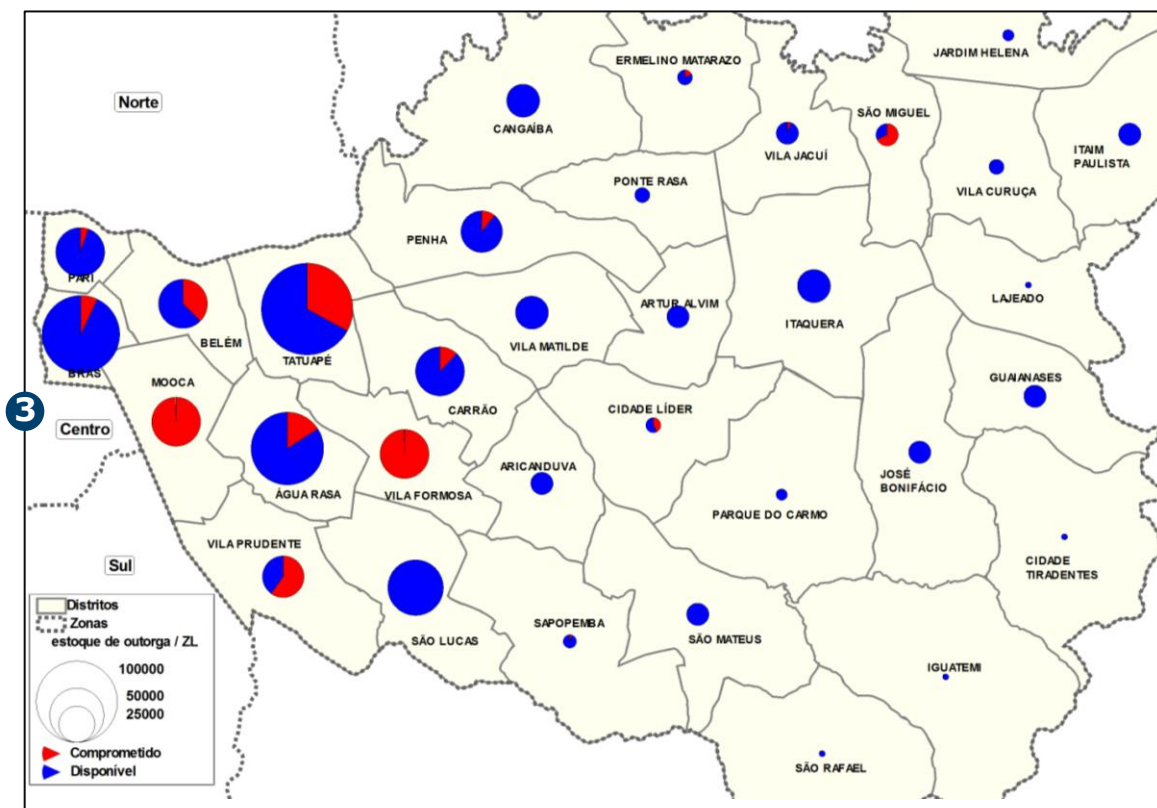 JARDIM HELENA
ERMELINO MATARAZO
Norte
CANGAÍBA
SÃO MIGUEL
VILA JACUÍ
ITAIM
PAULISTA
PONTE RASA
VILA CURUÇA
PENHA
PARI
ARTUR ALVIM
LAJEADO
ITAQUERA
BELÉM
VILA MATILDE
TATUAPÉ
BRÁS
MOOCA
GUAIANASES
CARRÃO
CIDADE LÍDER
3
Centro
ARICANDUVA
JOSÉ
BONIFÁCIO
ÁGUA RASA
VILA FORMOSA
PARQUE DO CARMO
VILA PRUDENTE
CIDADE
TIRADENTES
Sul
SAPOPEMBA
SÃO LUCAS
SÃO MATEUS
IGUATEMI
SÃO RAFAEL
Distritos
Zonas
estoque de outorga / ZL
100000
50000
25000
Comprometido
Disponível